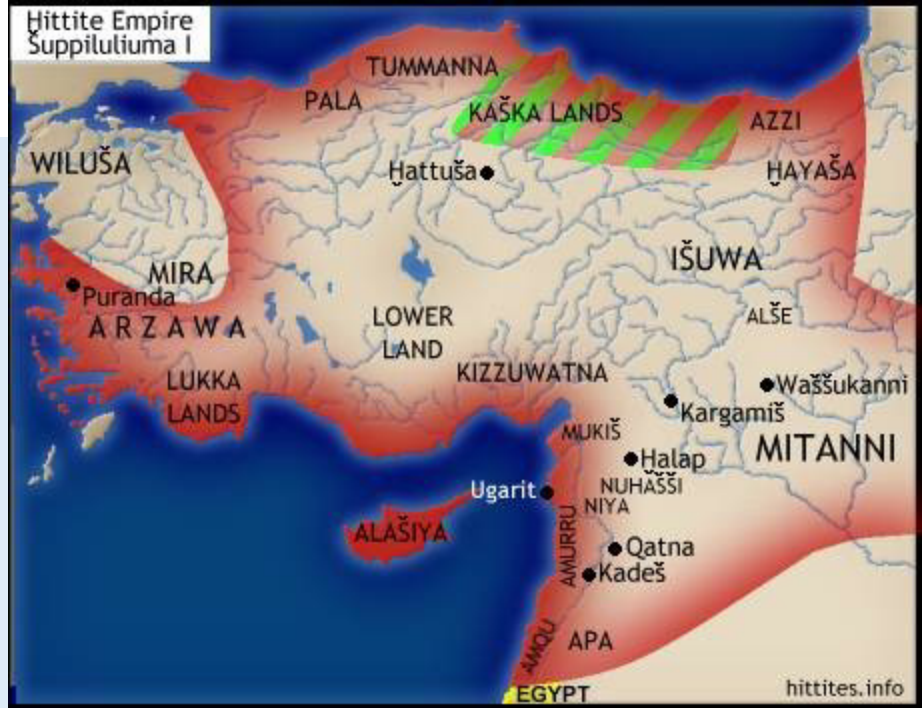 Hittite Empire
Šuppiluliuma I
TUMMANNA
PALA
KAŠKA LANDS
AZZI
WILUŠA
Ḫattuša
ḪAYAŠA
MIRA
IŠUWA
Puranda
ARZAWA
LOWER
LAND
ALŠE
LUKKA
LANDS
KIZZUWATNA
Waššukanni
Kargamiš
MUKIŠ
MITANNI
Halap
Ugarit
NUḪAŠŠI
NIYA
ALAŠIYA
AMURRU
Qatna
Kadeš
AMQU
APA
EGYPT
hittites.info